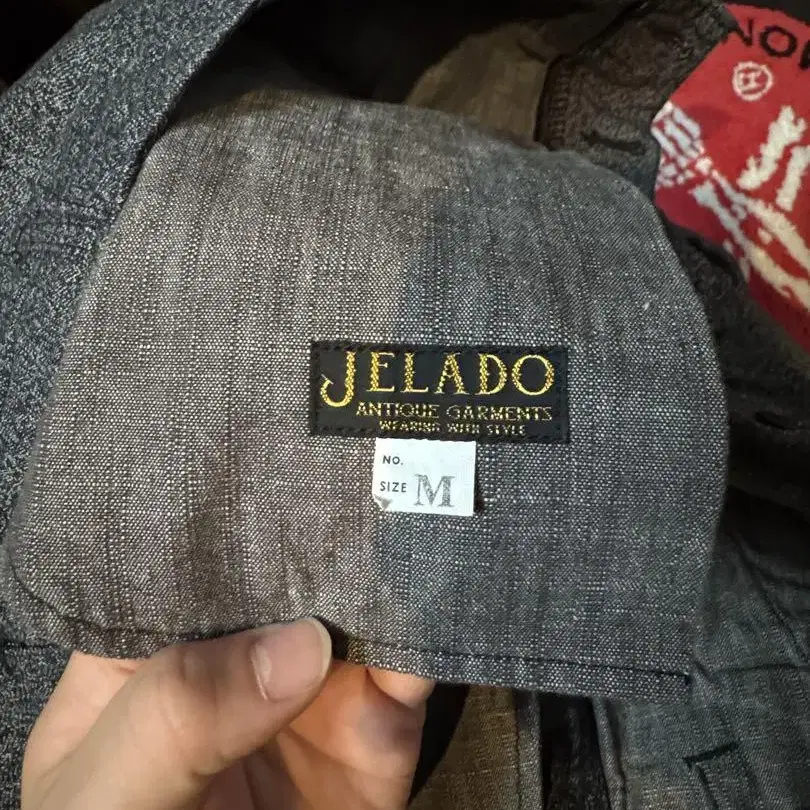 JELADO
ANTIQUE GARMENTS
WEARING WITH STYLE
NO.
SIZE M